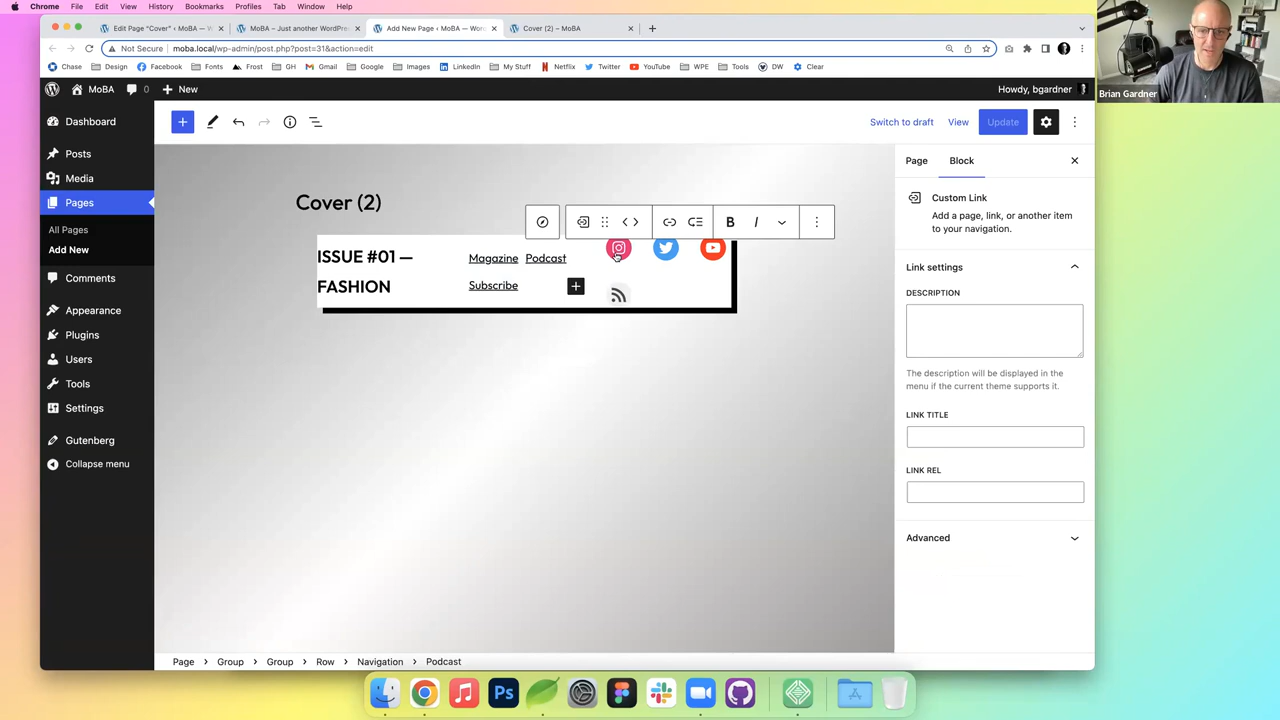 Chrome File Edit View History Bookmarks Profiles Tab Window Help
Edit Page “Cover” ‹ MoBA — W
MoBA – Just another WordPres
Add New Page ‹ MoBA — Wor
Cover (2) – MoBA
Not Secure moba.local/wp-admin/post.php?post=31&action=edit
Chase Design Facebook Fonts Frost GH Gmail Google Images LinkedIn My Stuff Netflix Twitter YouTube WPE Tools DW Clear
Brian Gardner
MoBA 0 New
Howdy, bgardner
Dashboard
Posts
Media
Pages
All Pages
Add New
Comments
Appearance
Plugins
Users
Tools
Settings
Gutenberg
Collapse menu
Switch to draft View Update
Cover (2)
B I
ISSUE #01 —
FASHION
Magazine Podcast
Subscribe
Page Block
Custom Link
Add a page, link, or another item
to your navigation.
Link settings
DESCRIPTION
The description will be displayed in the
menu if the current theme supports it.
LINK TITLE
LINK REL
Advanced
Page Group Group Row Navigation Podcast
Ps